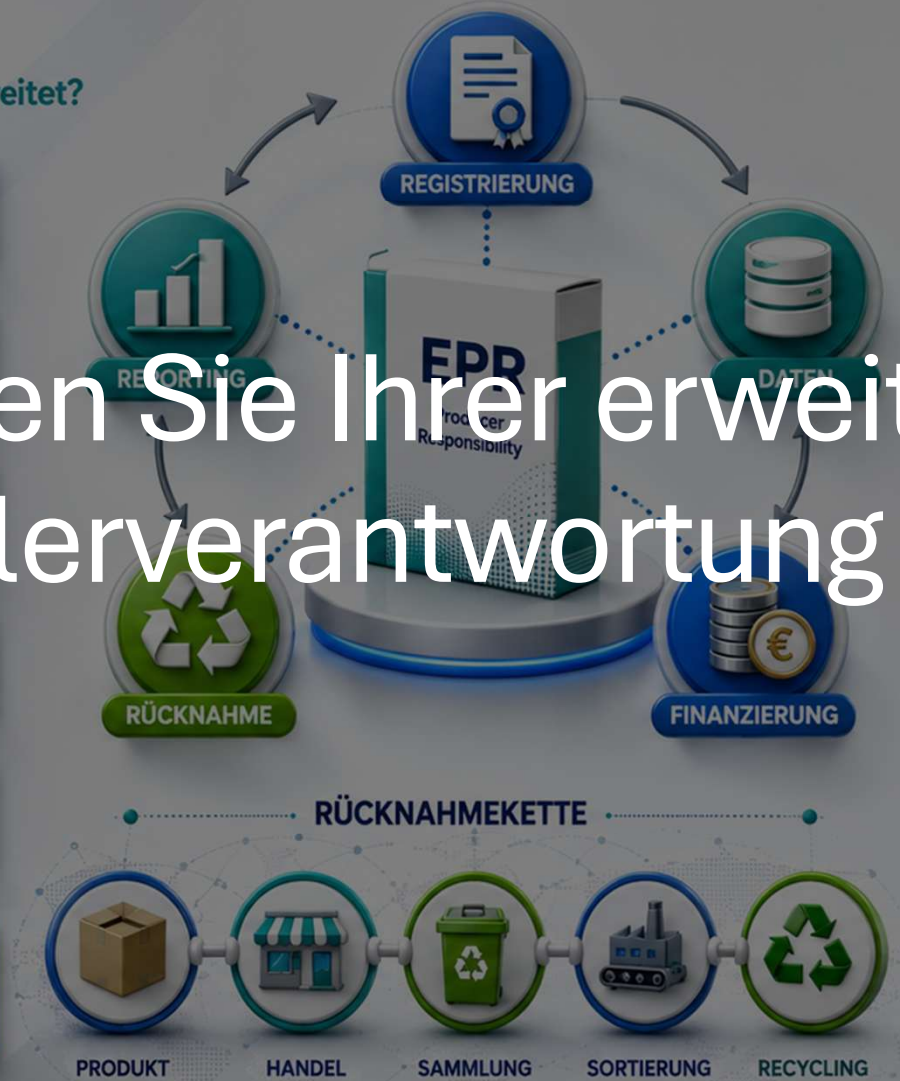 eitet?
REGISTRIERUNG
EPR
REPORTING
DATEN
en Sie Ihrer erweit
Producer
Responsibility
lerverantwortung
RÜCKNAHME
FINANZIERUNG
RÜCKNAHMEKETTE
PRODUKT HANDEL SAMMLUNG SORTIERUNG RECYCLING